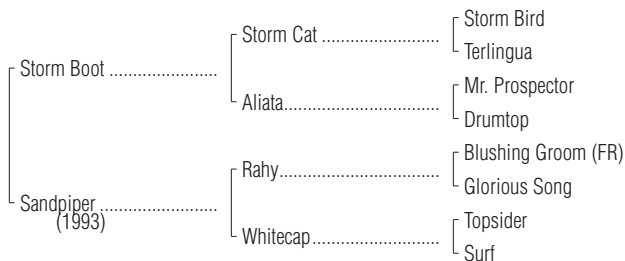 Storm Bird
Storm Cat ........................
Terlingua
Storm Boot ......................
Mr. Prospector
Aliata................................
Drumtop
Blushing Groom (FR)
Rahy.................................
Glorious Song
Sandpiper ........................
(1993)
Topsider
Whitecap..........................
Surf